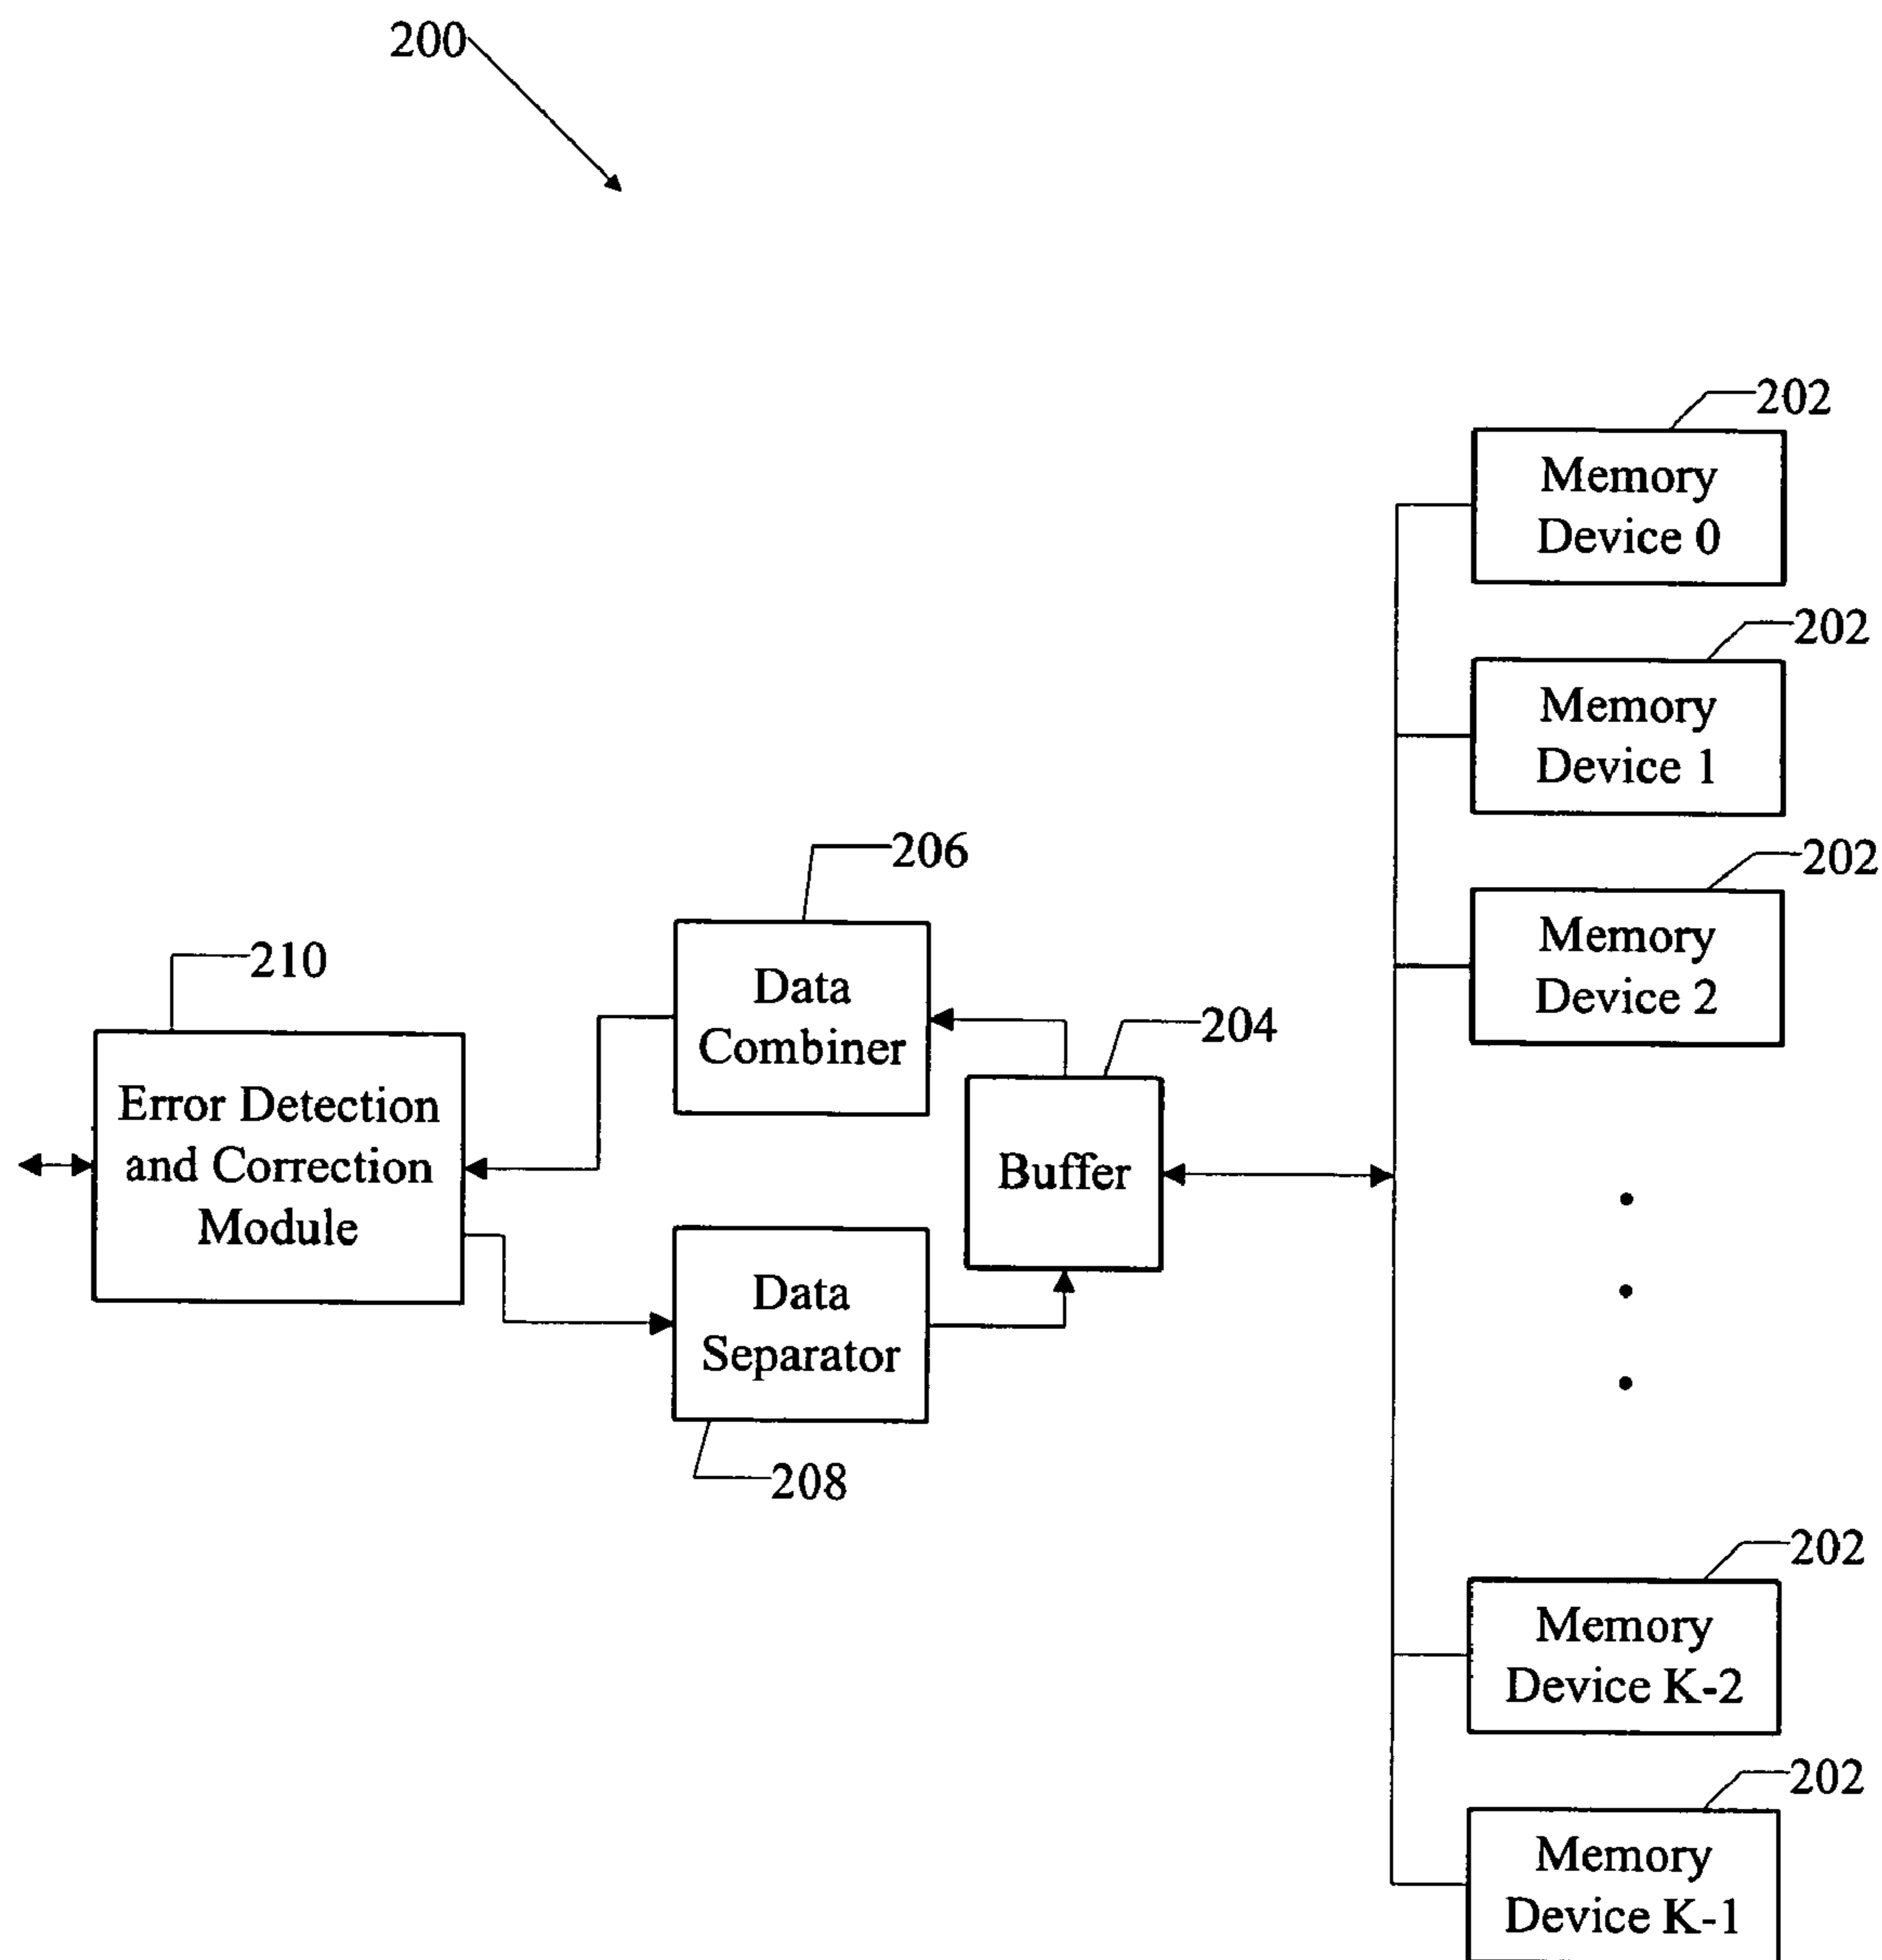 200
202
Memory
Device 0
202
Memory
Device 1
202
Memory
Device 2
206
Data
Combiner
210
Error Detection
and Correction
Module
204
Buffer
Data
Separator
208
202
Memory
Device K-2
202
Memory
Device K-1